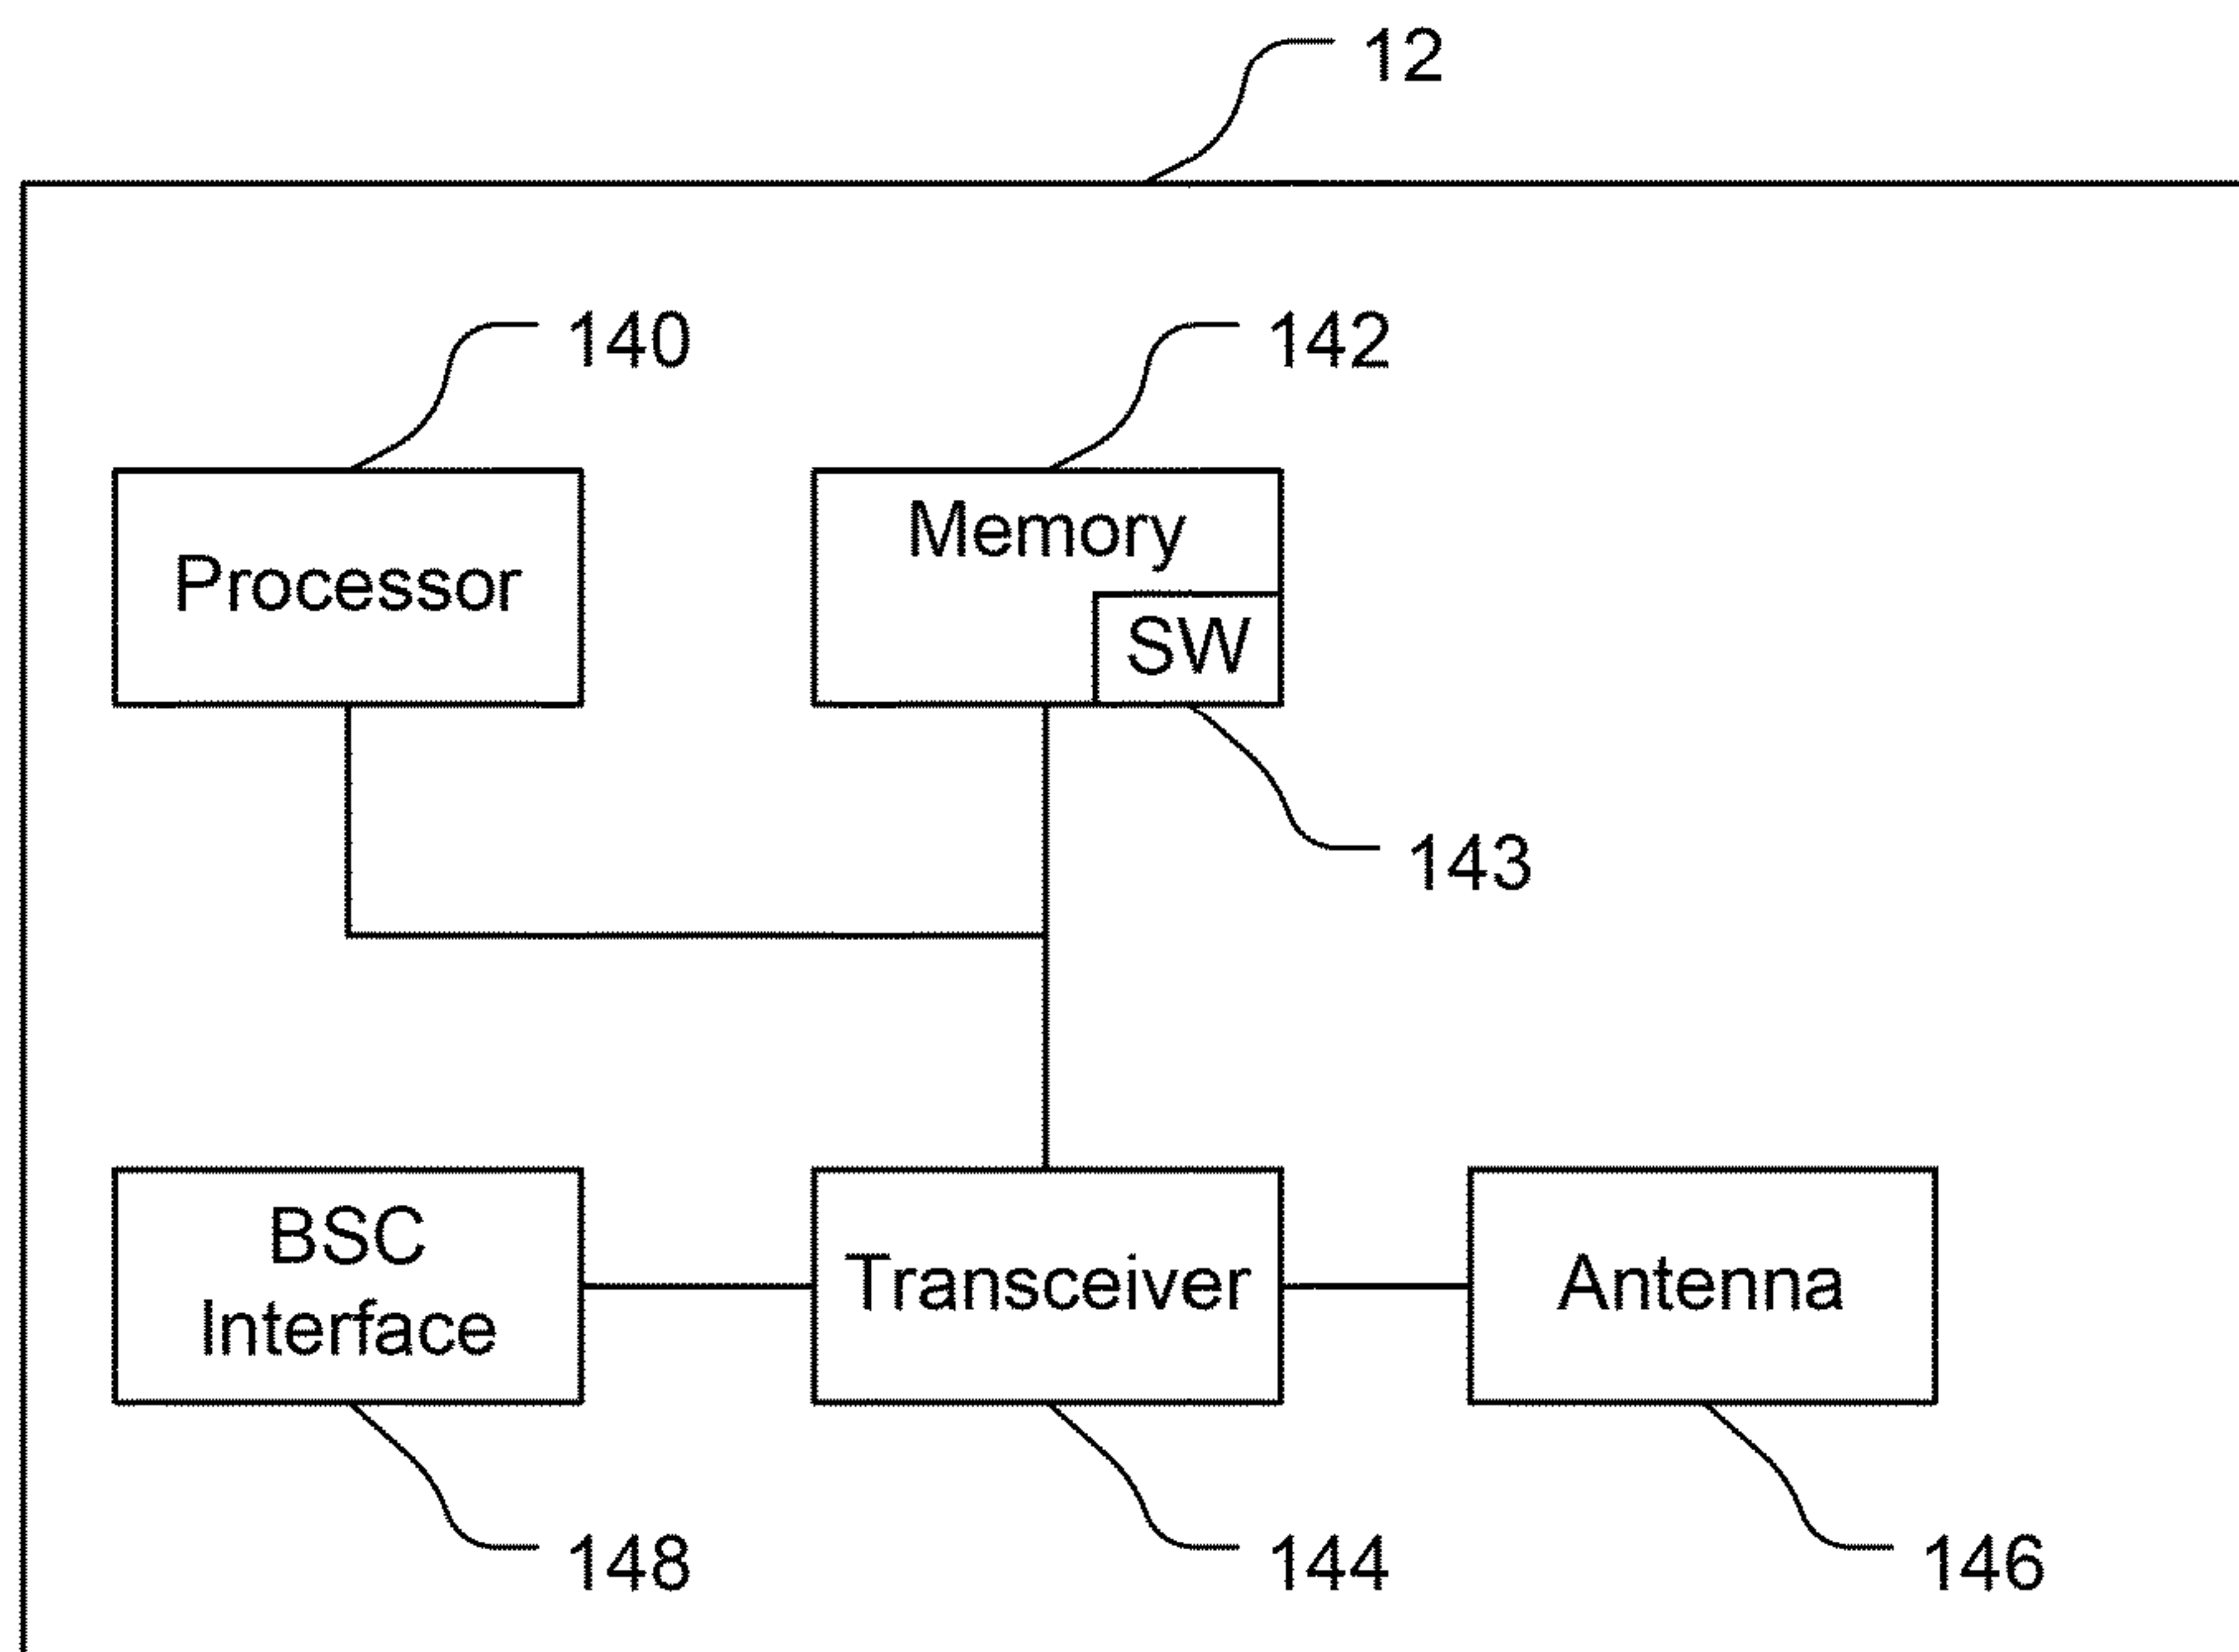 12
140
142
Processor
Memory
SW
143
BSC
Interface
Transceiver
Antenna
148
144
146